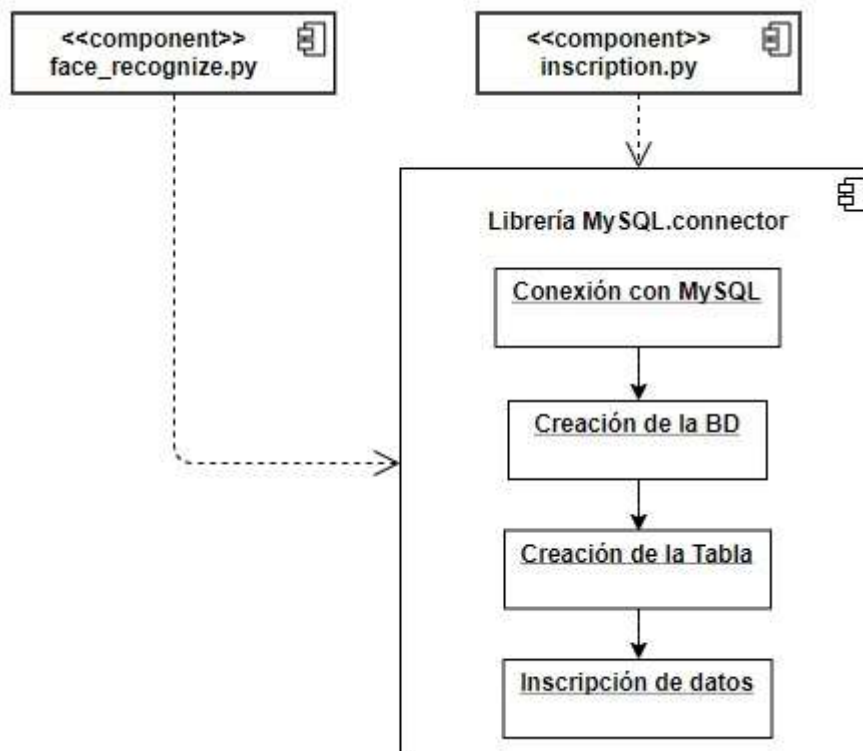 <<component>>
face_recognize.py
<<component>>
inscription.py
Librería MySQL.connector
Conexión con MySQL
Creación de la BD
Creación de la Tabla
Inscripción de datos